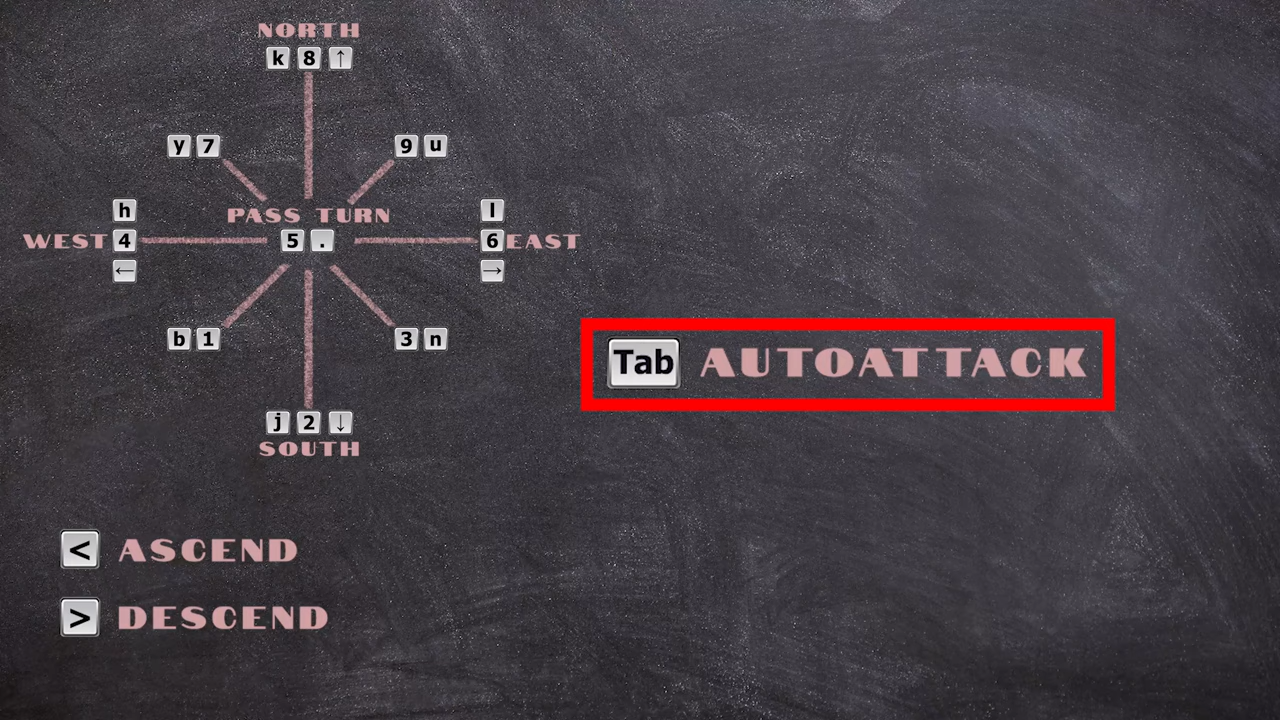 NORTH
k 8 ↑
y 7
9 u
h
l
PASS TURN
WEST 4
5 .
6 EAST
←
→
b 1
3 n
j 2 ↓
SOUTH
Tab AUTOATTACK
< ASCEND
> DESCEND